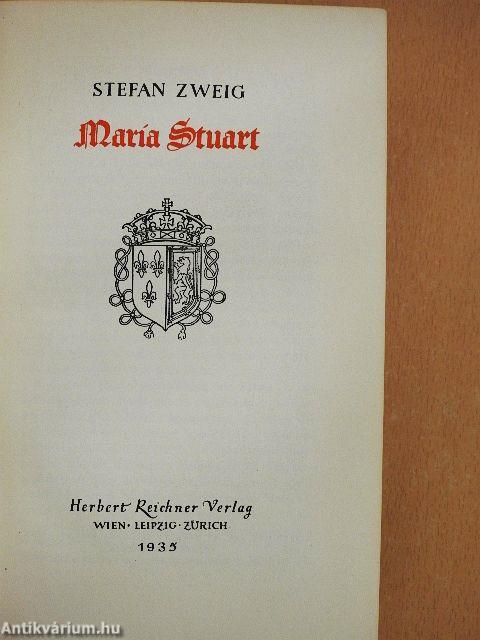 STEFAN ZWEIG
Maria Stuart
Herbert Reichner Verlag
WIEN · LEIPZIG · ZÜRICH
1935
Antikvárium.hu